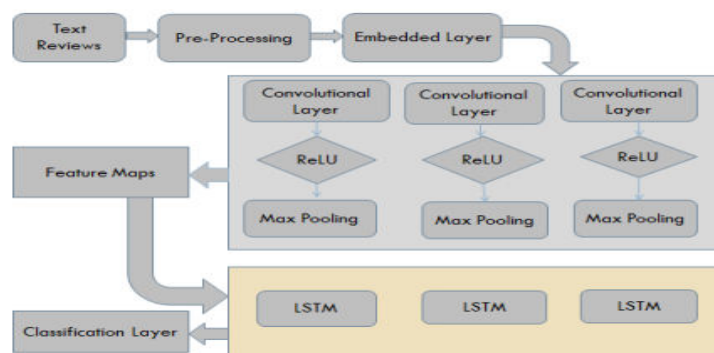 Text
Reviews
Pre-Processing
Embedded Layer
Convolutional
Layer
Convolutional
Layer
Convolutional
Layer
ReLU
ReLU
ReLU
Feature Maps
Max Pooling
Max Pooling
Max Pooling
LSTM
LSTM
LSTM
Classification Layer